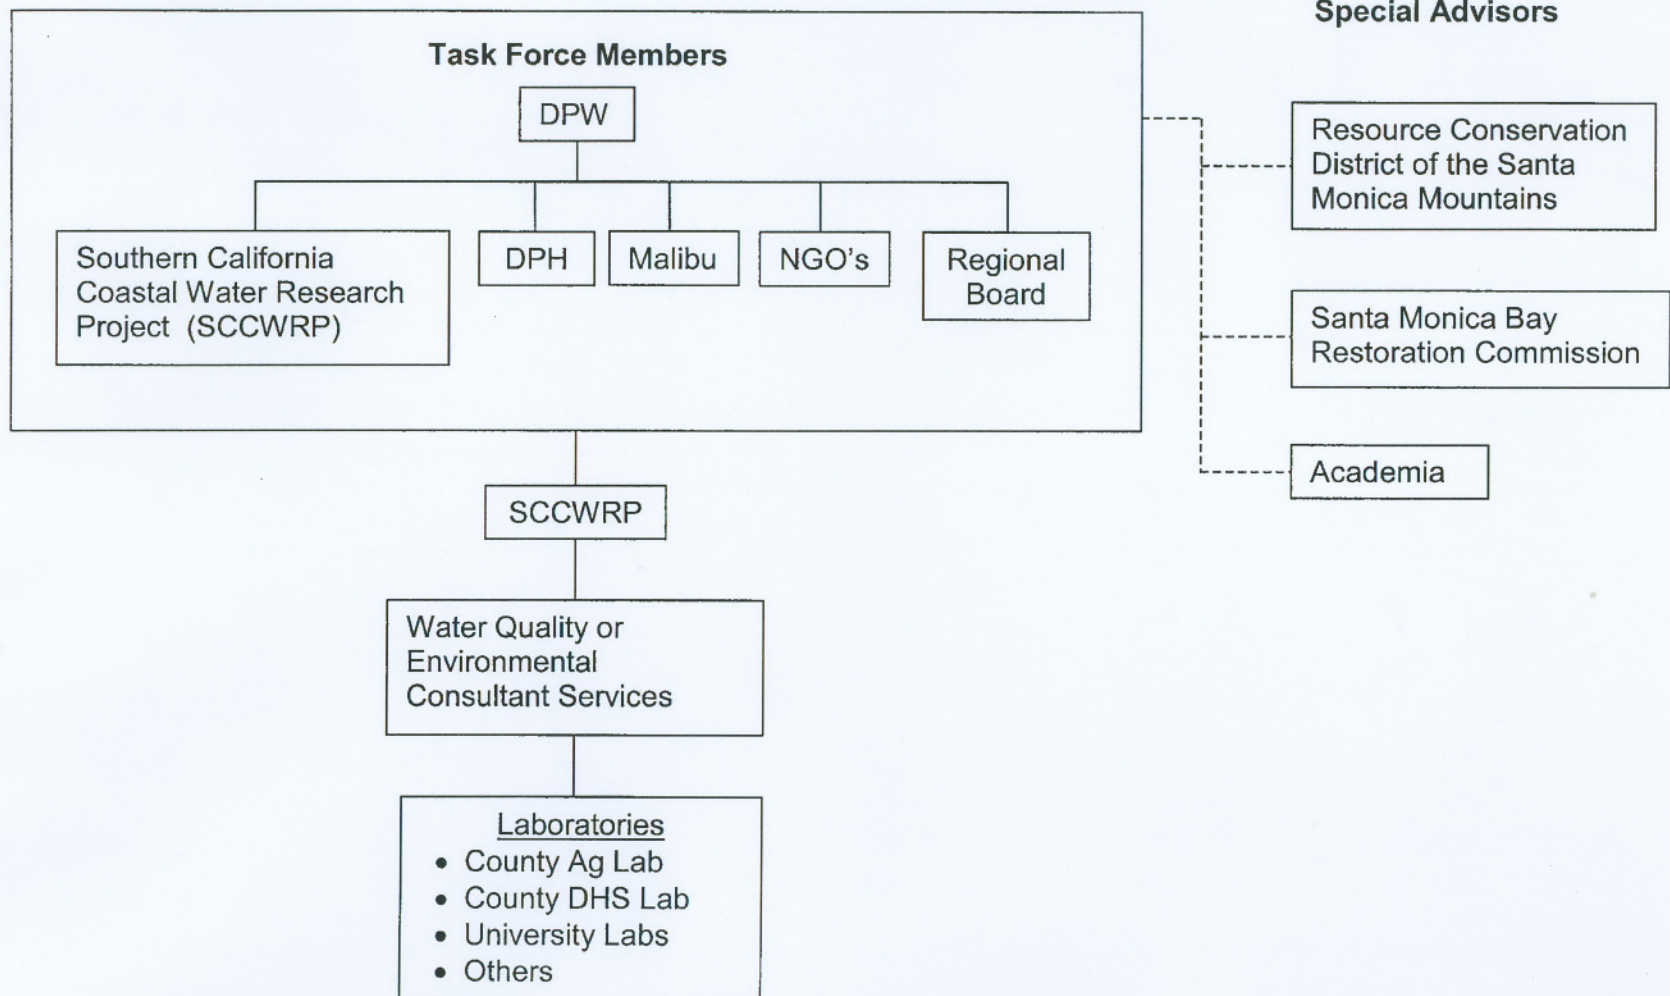 Special Advisors
Task Force Members
DPW
Southern California
Coastal Water Research
Project (SCCWRP)
DPH
Malibu
NGO's
Regional
Board
Resource Conservation
District of the Santa
Monica Mountains
Santa Monica Bay
Restoration Commission
Academia
SCCWRP
Water Quality or
Environmental
Consultant Services
Laboratories
• County Ag Lab
• County DHS Lab
• University Labs
• Others